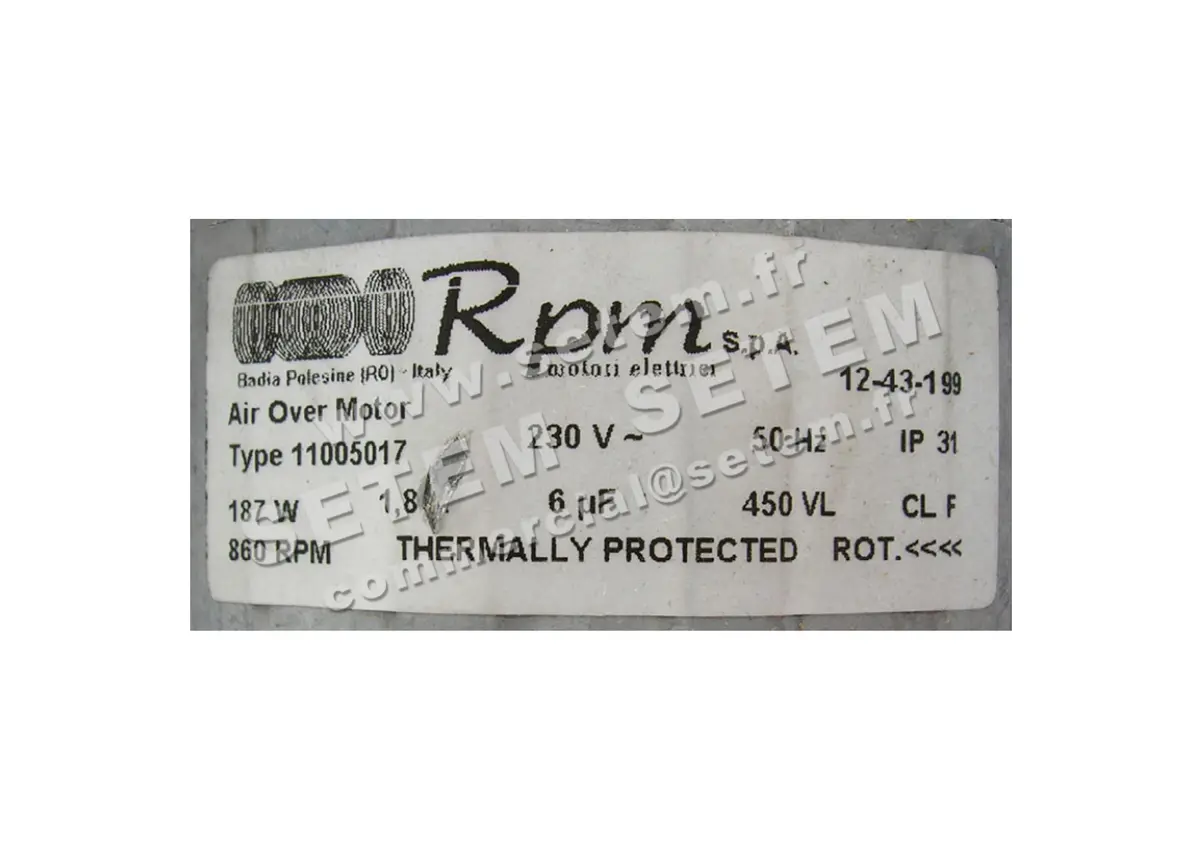 Rpm S.p.A.
Badia Polesine (RO) - Italy motori elettrici
12-43-199
Air Over Motor
Type 11005017 230 V ~ 50 Hz IP 31
187 W 1,8 6 µF 450 VL CL F
860 RPM THERMALLY PROTECTED ROT.<<<<
www.setem.fr
SETEM SETEM
commercial@setem.fr